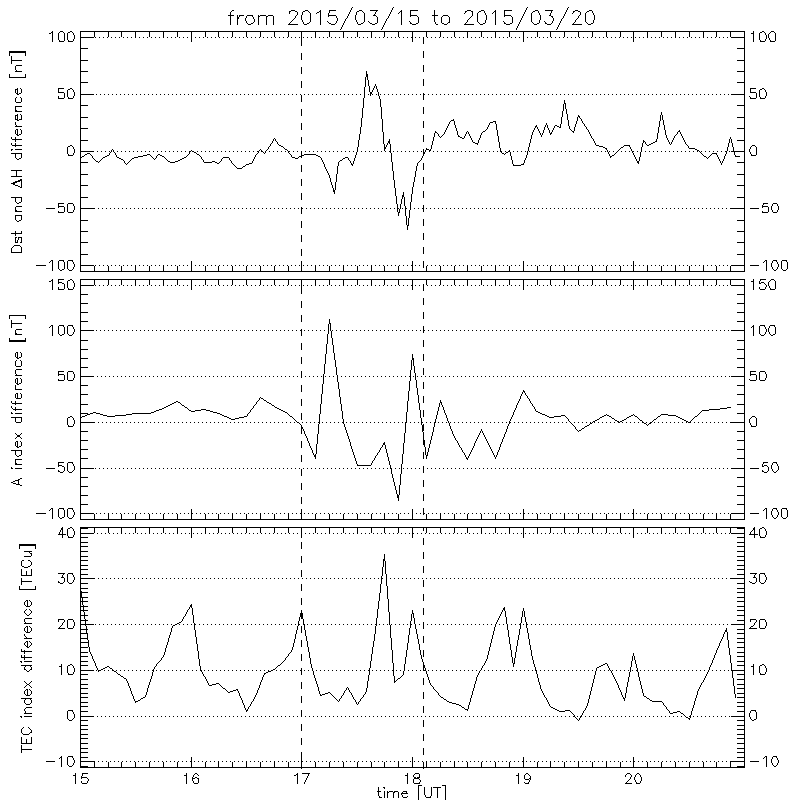 from 2015/03/15 to 2015/03/20
100 100
50 50
0 0
−50 −50
−100 −100
Dst and ΔH difference [nT]
150 150
100 100
50 50
0 0
−50 −50
−100 −100
A index difference [nT]
40 40
30 30
20 20
10 10
0 0
−10 −10
TEC index difference [TECu]
15 16 17 18 19 20
time [UT]